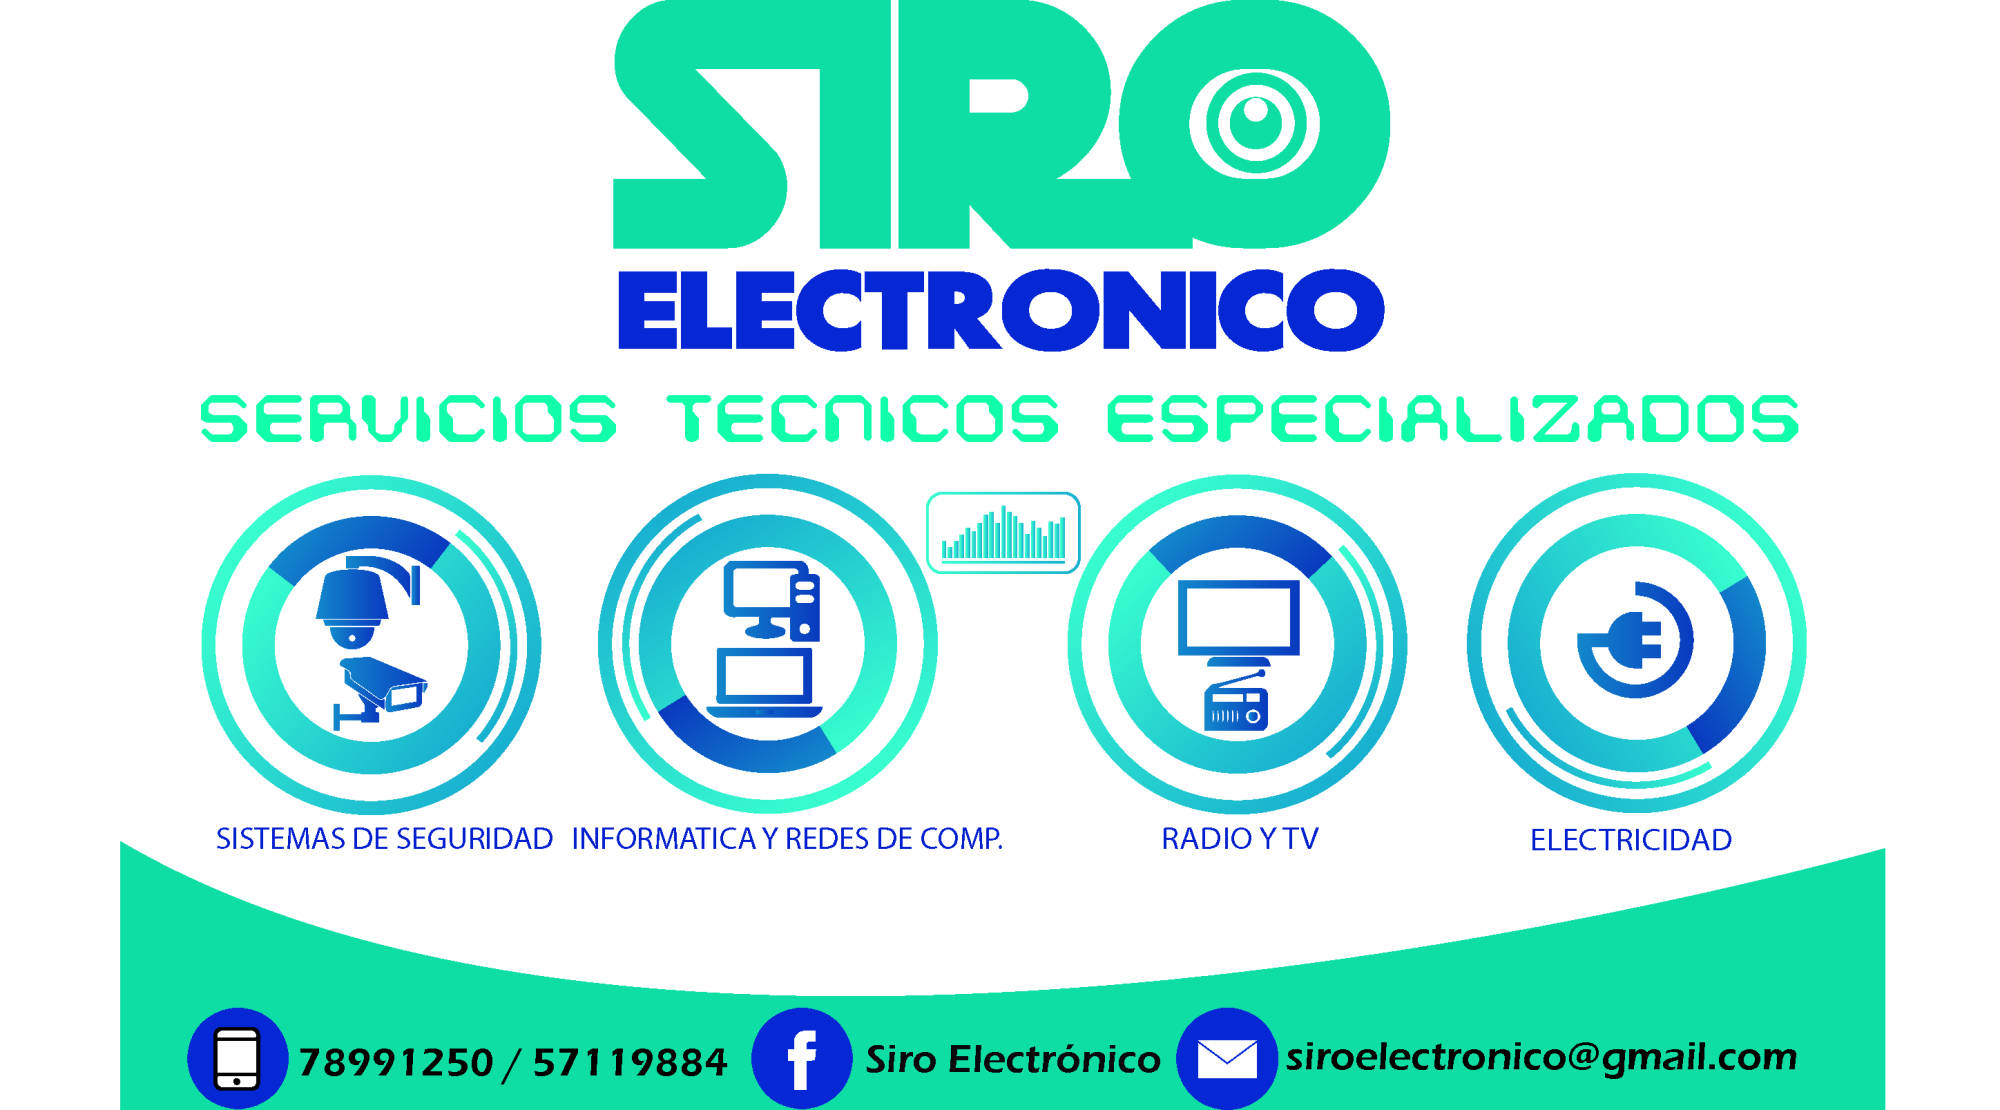 SIRO
ELECTRONICO
SERVICIOS TECNICOS ESPECIALIZADOS
SISTEMAS DE SEGURIDAD INFORMATICA Y REDES DE COMP. RADIO Y TV ELECTRICIDAD
78991250 / 57119884 Siro Electrónico siroelectronico@gmail.com